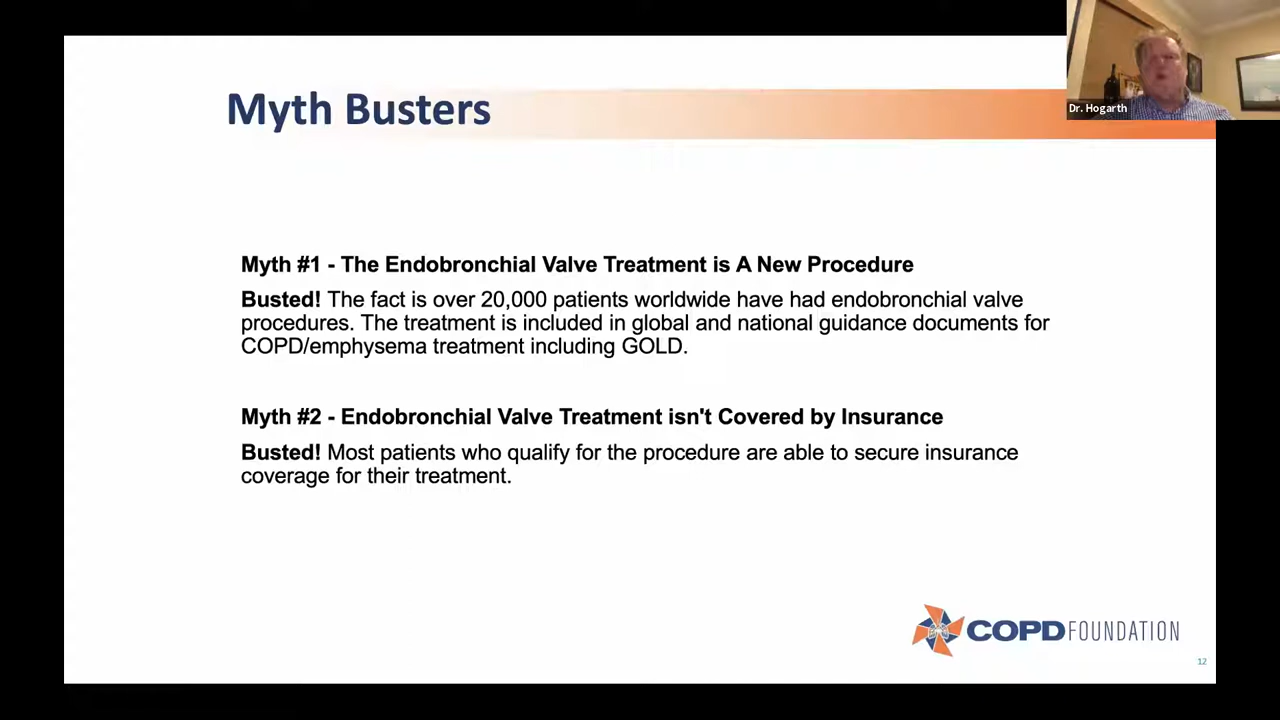 Myth Busters
Dr. Hogarth
Myth #1 - The Endobronchial Valve Treatment is A New Procedure
Busted! The fact is over 20,000 patients worldwide have had endobronchial valve
procedures. The treatment is included in global and national guidance documents for
COPD/emphysema treatment including GOLD.
Myth #2 - Endobronchial Valve Treatment isn't Covered by Insurance
Busted! Most patients who qualify for the procedure are able to secure insurance
coverage for their treatment.
COPD FOUNDATION
12